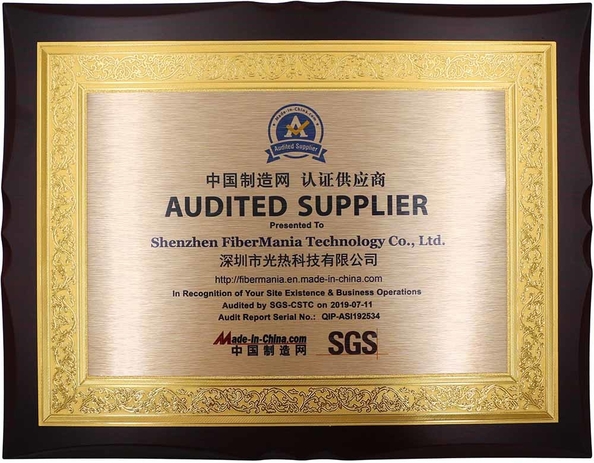 Made-in-China.com
Audited Supplier
中国制造网 认证供应商
AUDITED SUPPLIER
Presented To
Shenzhen FiberMania Technology Co., Ltd.
深圳市光热科技有限公司
http://fibermania.en.made-in-china.com/
In Recognition of Your Site Existence & Business Operations
Audited by SGS-CSTC on 2019-07-11
Audit Report Serial No.: QIP-ASI192534
Made-in-China.com
中国制造网
SGS